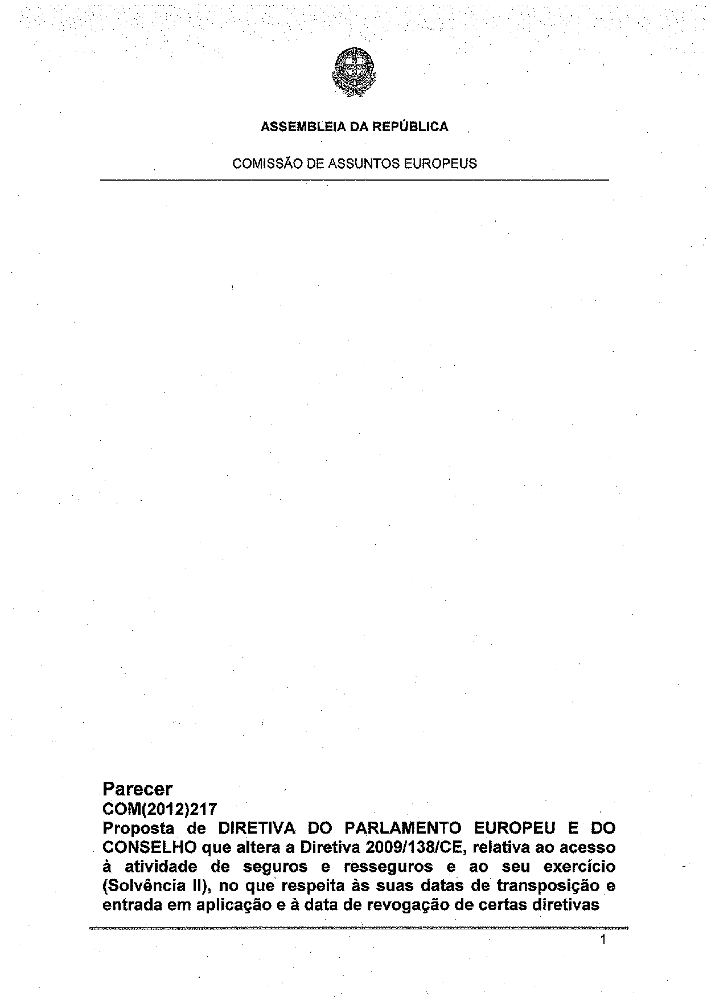 ASSEMBLEIA DA REPÚBLICA
COMISSÃO DE ASSUNTOS EUROPEUS
Parecer
COM(2012)217
Proposta de DIRETIVA DO PARLAMENTO EUROPEU E DO
CONSELHO que altera a Diretiva 2009/138/CE, relativa ao acesso
à atividade de seguros e resseguros e ao seu exercício
(Solvência II), no que respeita às suas datas de transposição e
entrada em aplicação e à data de revogação de certas diretivas
1